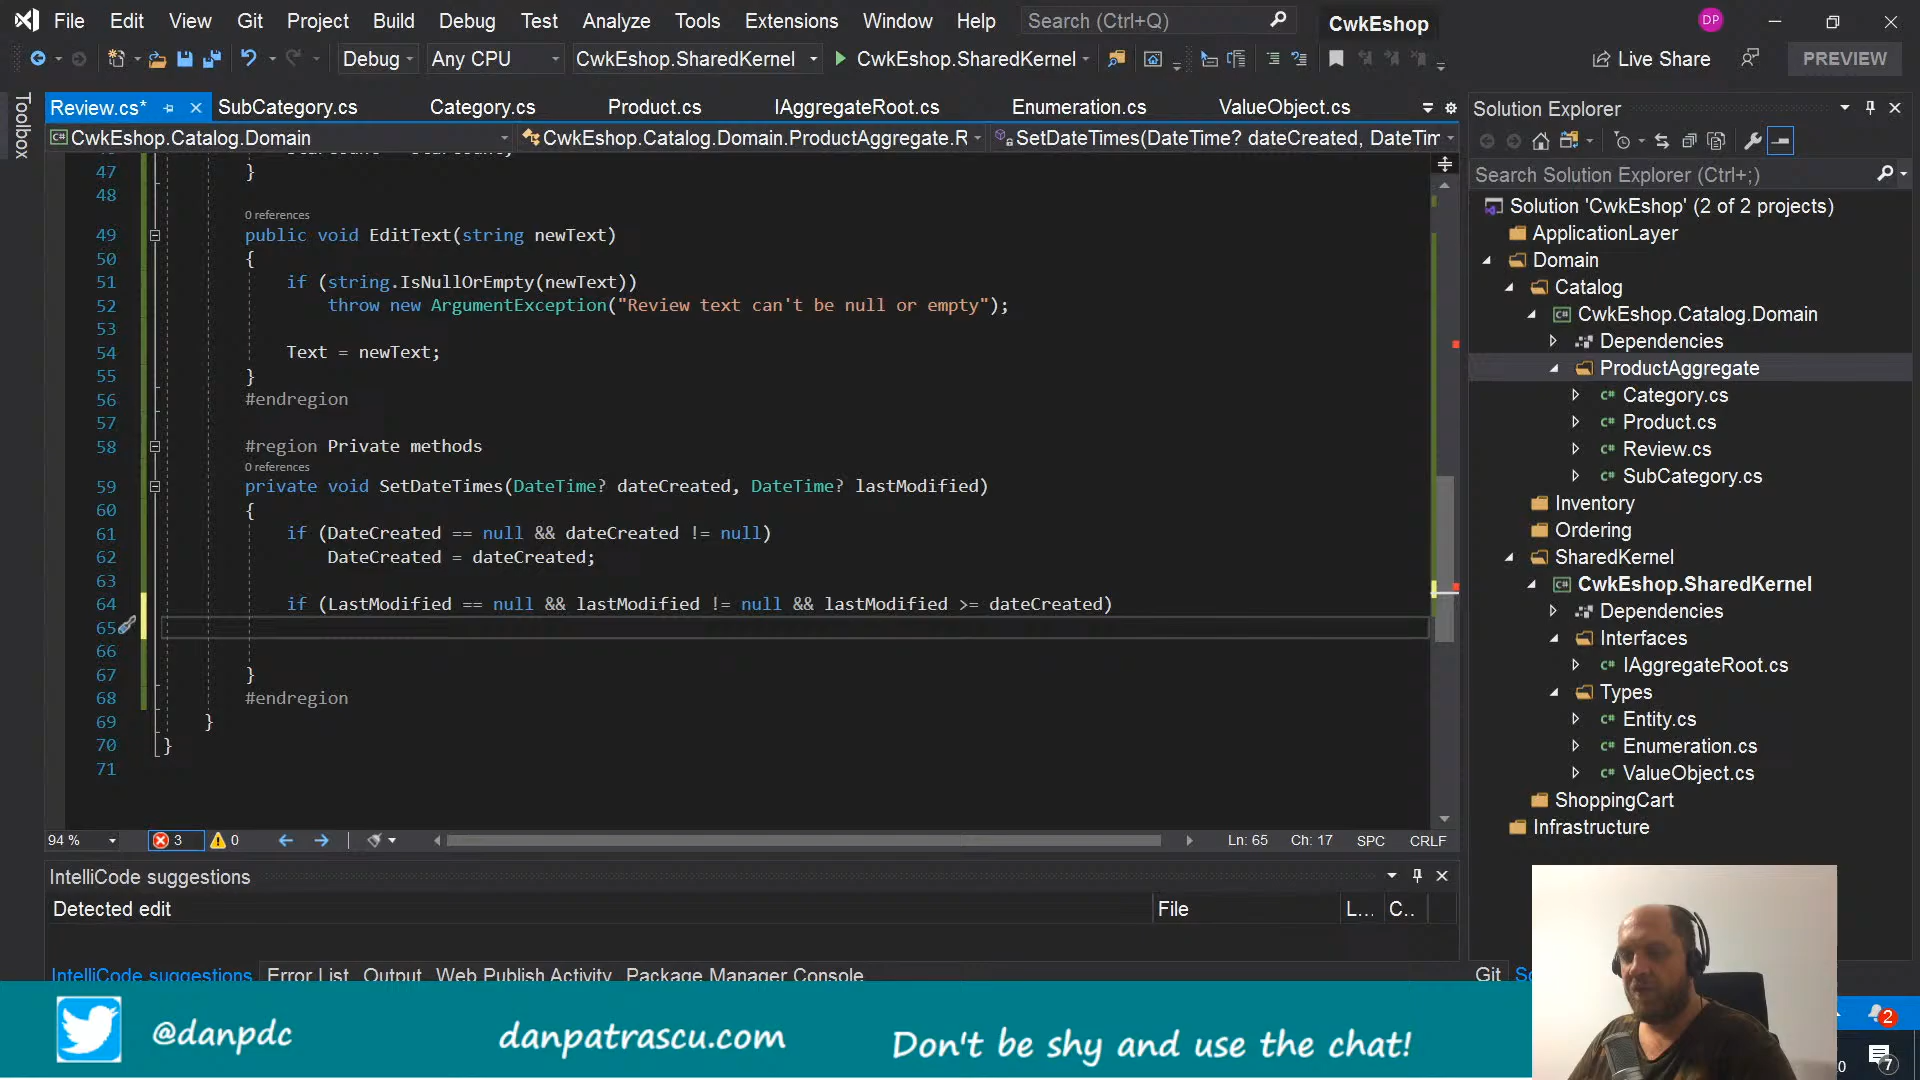 File Edit View Git Project Build Debug Test Analyze Tools Extensions Window Help Search (Ctrl+Q) CwkEshop DP
Debug Any CPU CwkEshop.SharedKernel CwkEshop.SharedKernel Live Share PREVIEW
Toolbox
Review.cs* SubCategory.cs Category.cs Product.cs IAggregateRoot.cs Enumeration.cs ValueObject.cs
CwkEshop.Catalog.Domain CwkEshop.Catalog.Domain.ProductAggregate.R SetDateTimes(DateTime? dateCreated, DateTim
47 }
48
0 references
49 public void EditText(string newText)
50 {
51 if (string.IsNullOrEmpty(newText))
52 throw new ArgumentException("Review text can't be null or empty");
53
54 Text = newText;
55 }
56 #endregion
57
58 #region Private methods
0 references
59 private void SetDateTimes(DateTime? dateCreated, DateTime? lastModified)
60 {
61 if (DateCreated == null && dateCreated != null)
62 DateCreated = dateCreated;
63
64 if (LastModified == null && lastModified != null && lastModified >= dateCreated)
65
66
67 }
68 #endregion
69 }
70 }
71
94 % 3 0 Ln: 65 Ch: 17 SPC CRLF
IntelliCode suggestions
Detected edit File L... C..
IntelliCode suggestions Error List Output Web Publish Activity Package Manager Console
Solution Explorer
Search Solution Explorer (Ctrl+;)
Solution 'CwkEshop' (2 of 2 projects)
ApplicationLayer
Domain
Catalog
CwkEshop.Catalog.Domain
Dependencies
ProductAggregate
Category.cs
Product.cs
Review.cs
SubCategory.cs
Inventory
Ordering
SharedKernel
CwkEshop.SharedKernel
Dependencies
Interfaces
IAggregateRoot.cs
Types
Entity.cs
Enumeration.cs
ValueObject.cs
ShoppingCart
Infrastructure
Git
@danpdc danpatrascu.com Don't be shy and use the chat!
2
7